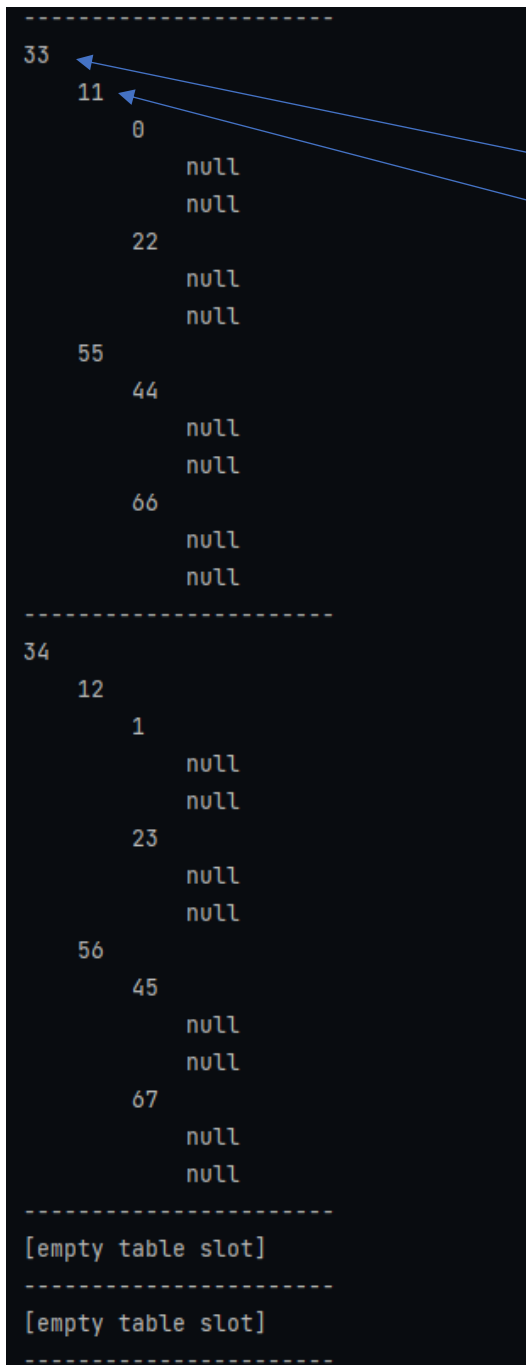 -----------------------
33
11
0
null
null
22
null
null
55
44
null
null
66
null
null
-----------------------
34
12
1
null
null
23
null
null
56
45
null
null
67
null
null
-----------------------
[empty table slot]
-----------------------
[empty table slot]
-----------------------